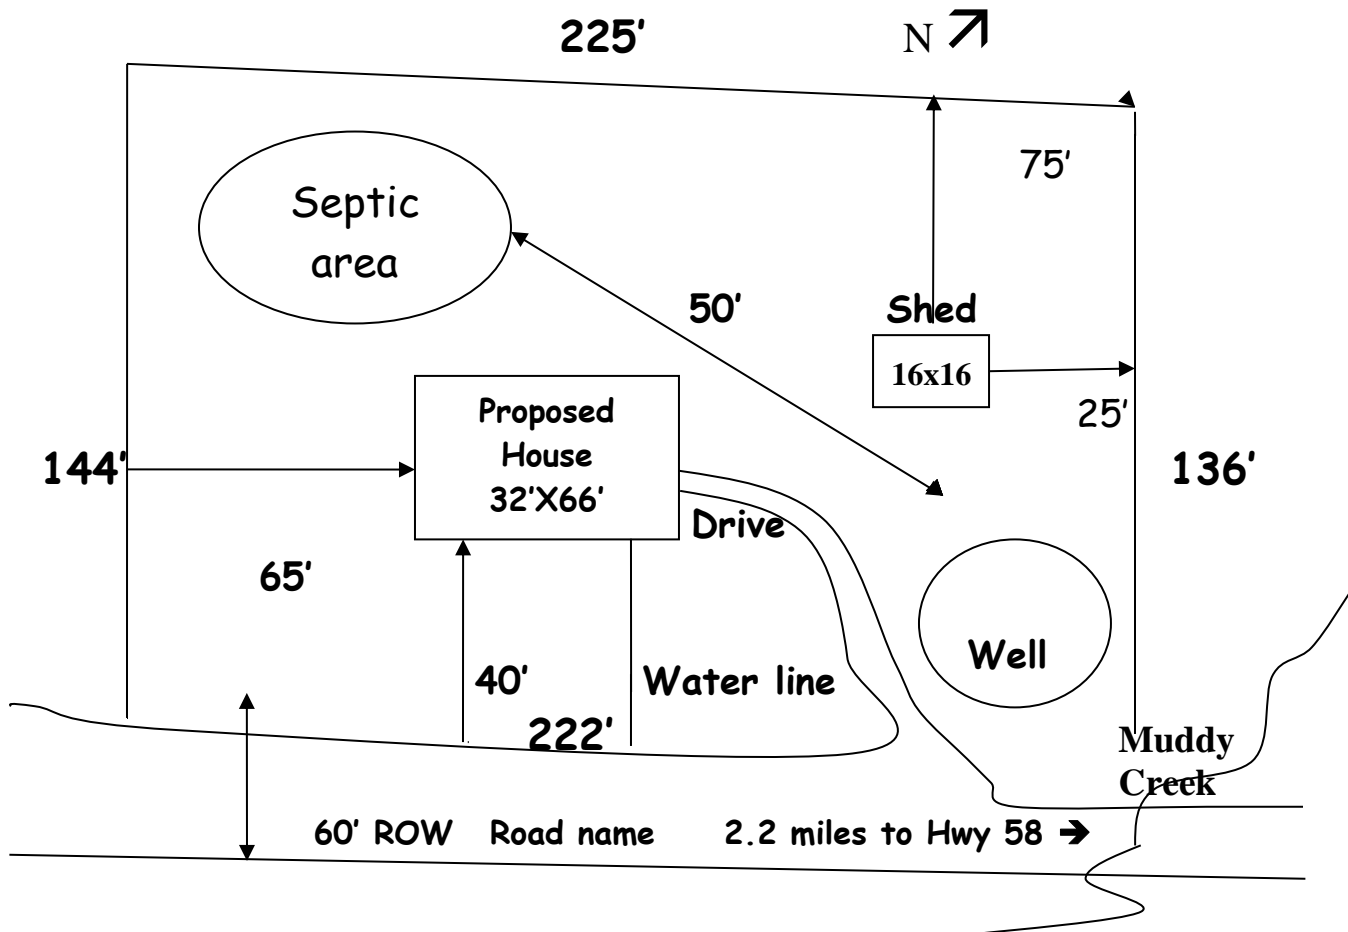 225’
N
75’
Septic
area
50’
Shed
16x16
25’
Proposed
House
32’X66’
144’
136’
Drive
65’
40’
Water line
Well
222’
Muddy
Creek
60’ ROW Road name 2.2 miles to Hwy 58 ➔